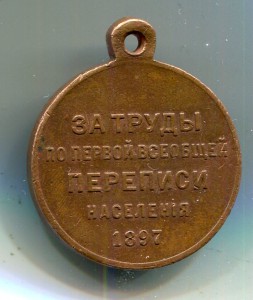 ЗА ТРУДЫ
ПО ПЕРВОЙ ВСЕОБЩЕЙ
ПЕРЕПИСИ
НАСЕЛЕНІЯ
1897